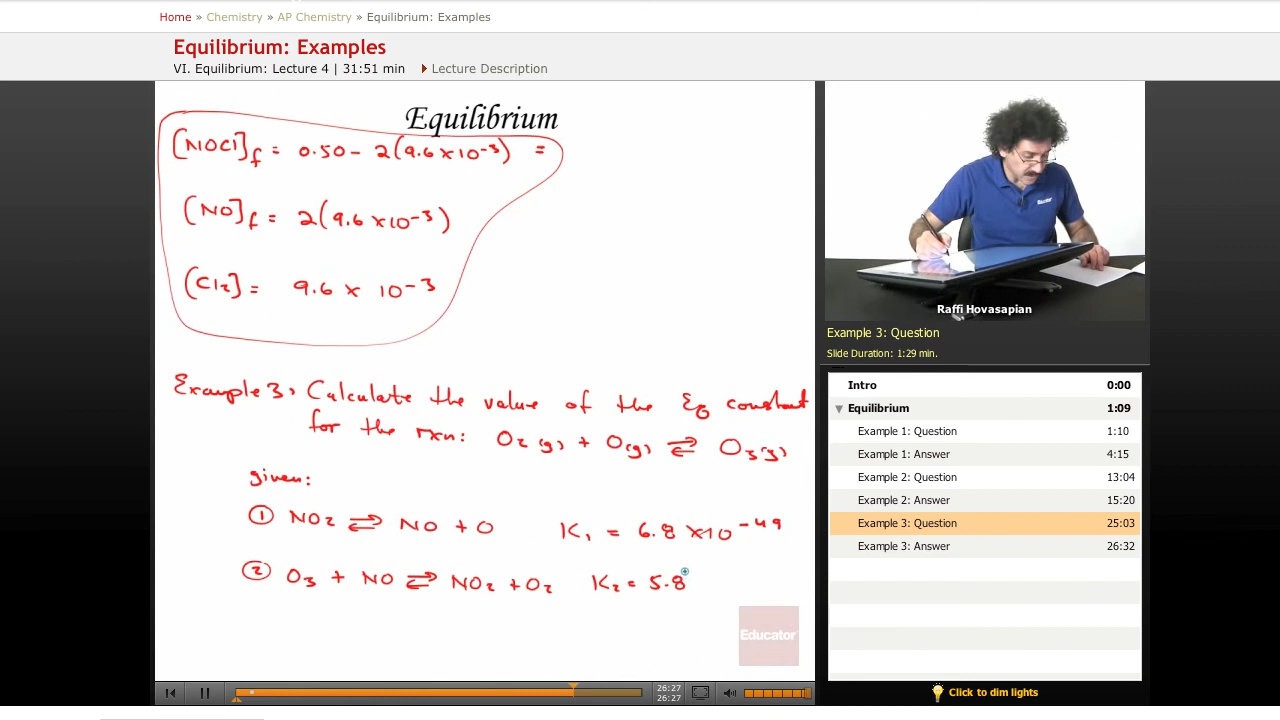 Home » Chemistry » AP Chemistry » Equilibrium: Examples
Equilibrium: Examples
VI. Equilibrium: Lecture 4 | 31:51 min Lecture Description
Equilibrium
[NOCl]f = 0.50 - 2(9.6 x 10^-3) =
[NO]f = 2(9.6 x 10^-3)
[Cl2] = 9.6 x 10^-3
Example 3: Calculate the value of the Eq constant
for the rxn: O2(g) + O(g) ⇌ O3(g)
given:
① NO2 ⇌ NO + O K1 = 6.8 x 10^-49
② O3 + NO ⇌ NO2 + O2 K2 = 5.8
Educator
26:27
26:27
Raffi Hovasapian
Example 3: Question
Slide Duration: 1:29 min.
Intro 0:00
Equilibrium 1:09
Example 1: Question 1:10
Example 1: Answer 4:15
Example 2: Question 13:04
Example 2: Answer 15:20
Example 3: Question 25:03
Example 3: Answer 26:32
Click to dim lights